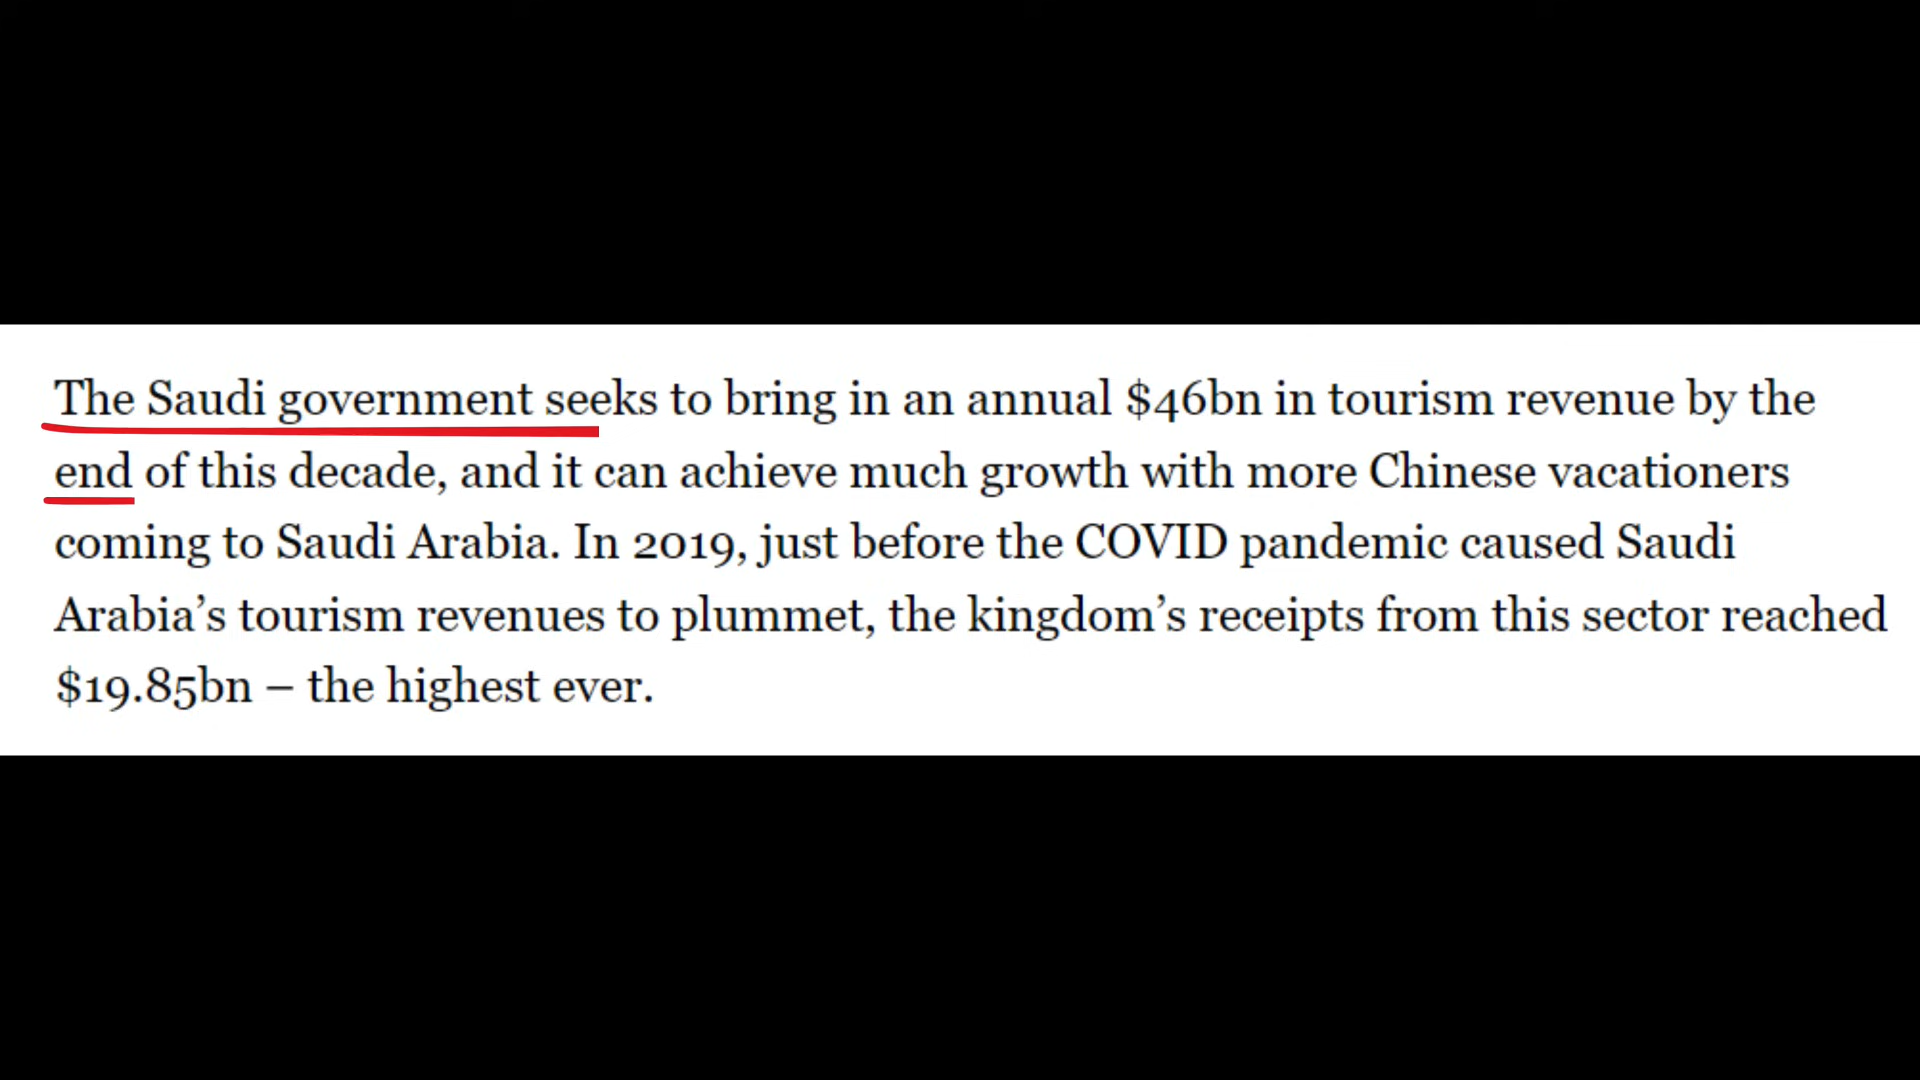 The Saudi government seeks to bring in an annual $46bn in tourism revenue by the
end of this decade, and it can achieve much growth with more Chinese vacationers
coming to Saudi Arabia. In 2019, just before the COVID pandemic caused Saudi
Arabia’s tourism revenues to plummet, the kingdom’s receipts from this sector reached
$19.85bn – the highest ever.